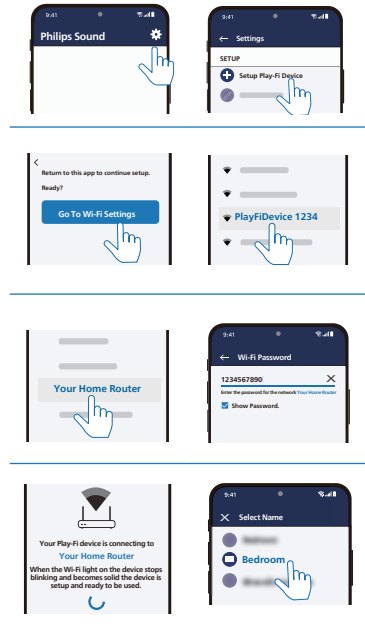 9:41
Philips Sound
9:41
← Settings
SETUP
Setup Play-Fi Device
Return to this app to continue setup.
Ready?
Go To Wi-Fi Settings
PlayFiDevice 1234
Your Home Router
9:41
← Wi-Fi Password
1234567890
Enter the password for the network Your Home Router
Show Password.
Your Play-Fi device is connecting to
Your Home Router
When the Wi-Fi light on the device stops
blinking and becomes solid the device is
setup and ready to be used.
9:41
Select Name
Bedroom